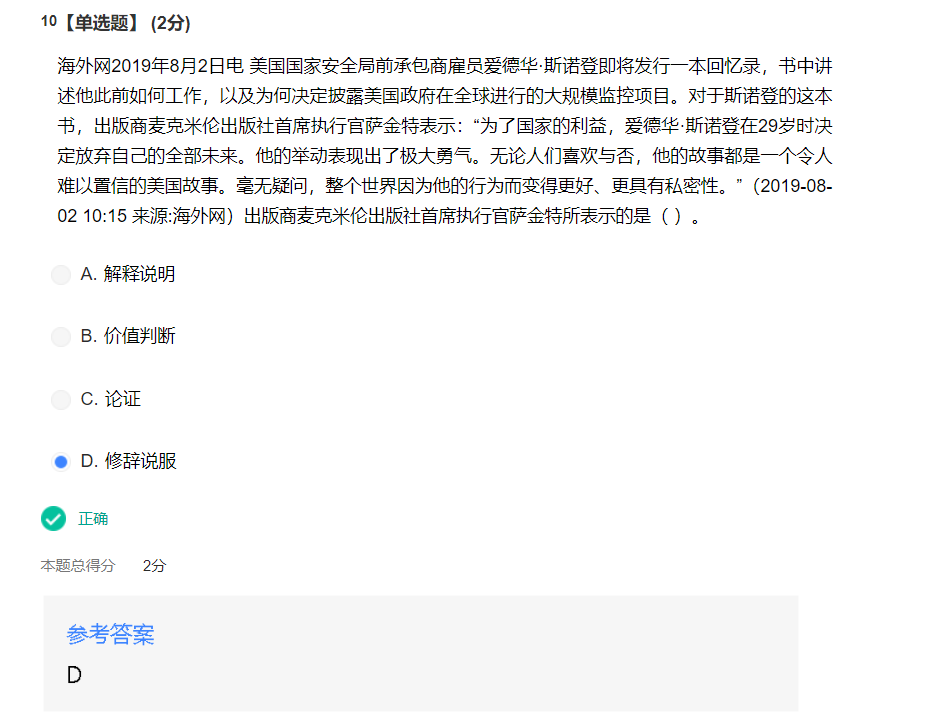 10【单选题】 (2分)
海外网2019年8月2日电 美国国家安全局前承包商雇员爱德华·斯诺登即将发行一本回忆录，书中讲
述他此前如何工作，以及为何决定披露美国政府在全球进行的大规模监控项目。对于斯诺登的这本
书，出版商麦克米伦出版社首席执行官萨金特表示：“为了国家的利益，爱德华·斯诺登在29岁时决
定放弃自己的全部未来。他的举动表现出了极大勇气。无论人们喜欢与否，他的故事都是一个令人
难以置信的美国故事。毫无疑问，整个世界因为他的行为而变得更好、更具有私密性。”（2019-08-
02 10:15 来源:海外网）出版商麦克米伦出版社首席执行官萨金特所表示的是（ ）。
A. 解释说明
B. 价值判断
C. 论证
D. 修辞说服
正确
本题总得分 2分
参考答案
D